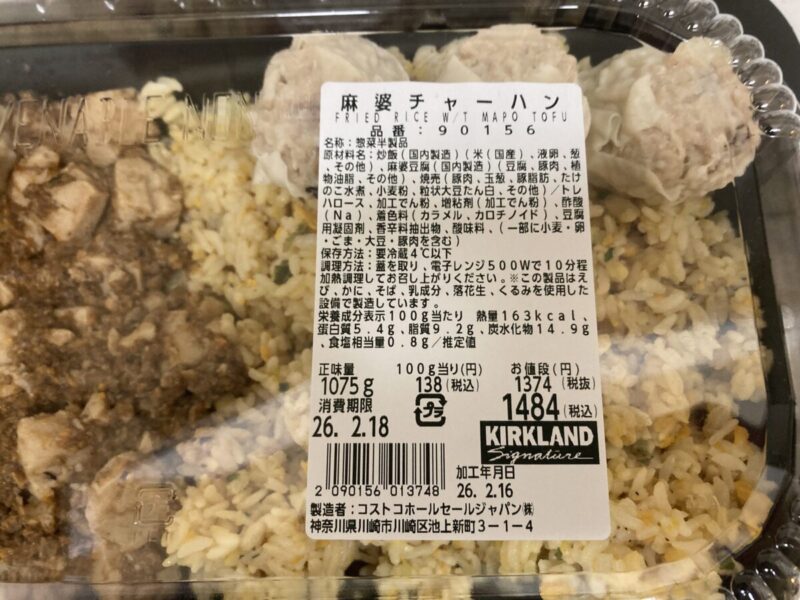 麻婆チャーハン
FRIED RICE W/T MAPO TOFU
品番：90156
名称：惣菜半製品
原材料名：炒飯(国内製造)(米(国産)、液卵、葱
、その他)、麻婆豆腐(国内製造)(豆腐、豚肉、植
物油脂、その他)、焼売(豚肉、玉葱、豚脂肪、たけ
のこ水煮、小麦粉、粒状大豆たん白、その他)／トレ
ハロース、加工でん粉、増粘剤(加工でん粉)、酢酸
(Na)、着色料(カラメル、カロチノイド)、豆腐
用凝固剤、香辛料抽出物、酸味料、(一部に小麦・卵
・ごま・大豆・豚肉を含む)
保存方法：要冷蔵4℃以下
調理方法：蓋を取り、電子レンジ500Wで10分程
加熱調理してお召し上がりください。※この製品はえ
び、かに、そば、乳成分、落花生、くるみを使用した
設備で製造しています。
栄養成分表示100g当たり 熱量163kcal、
蛋白質5.4g、脂質9.2g、炭水化物14.9g
、食塩相当量0.8g／推定値
正味量 100g当り(円) お値段(円)
1075g 138(税込) 1374(税抜)
消費期限 プラ 1484(税込)
26. 2.18 KIRKLAND
Signature
加工年月日
2 090156 013748 26. 2.16
製造者：コストコホールセールジャパン㈱
神奈川県川崎市川崎区池上新町3－1－4